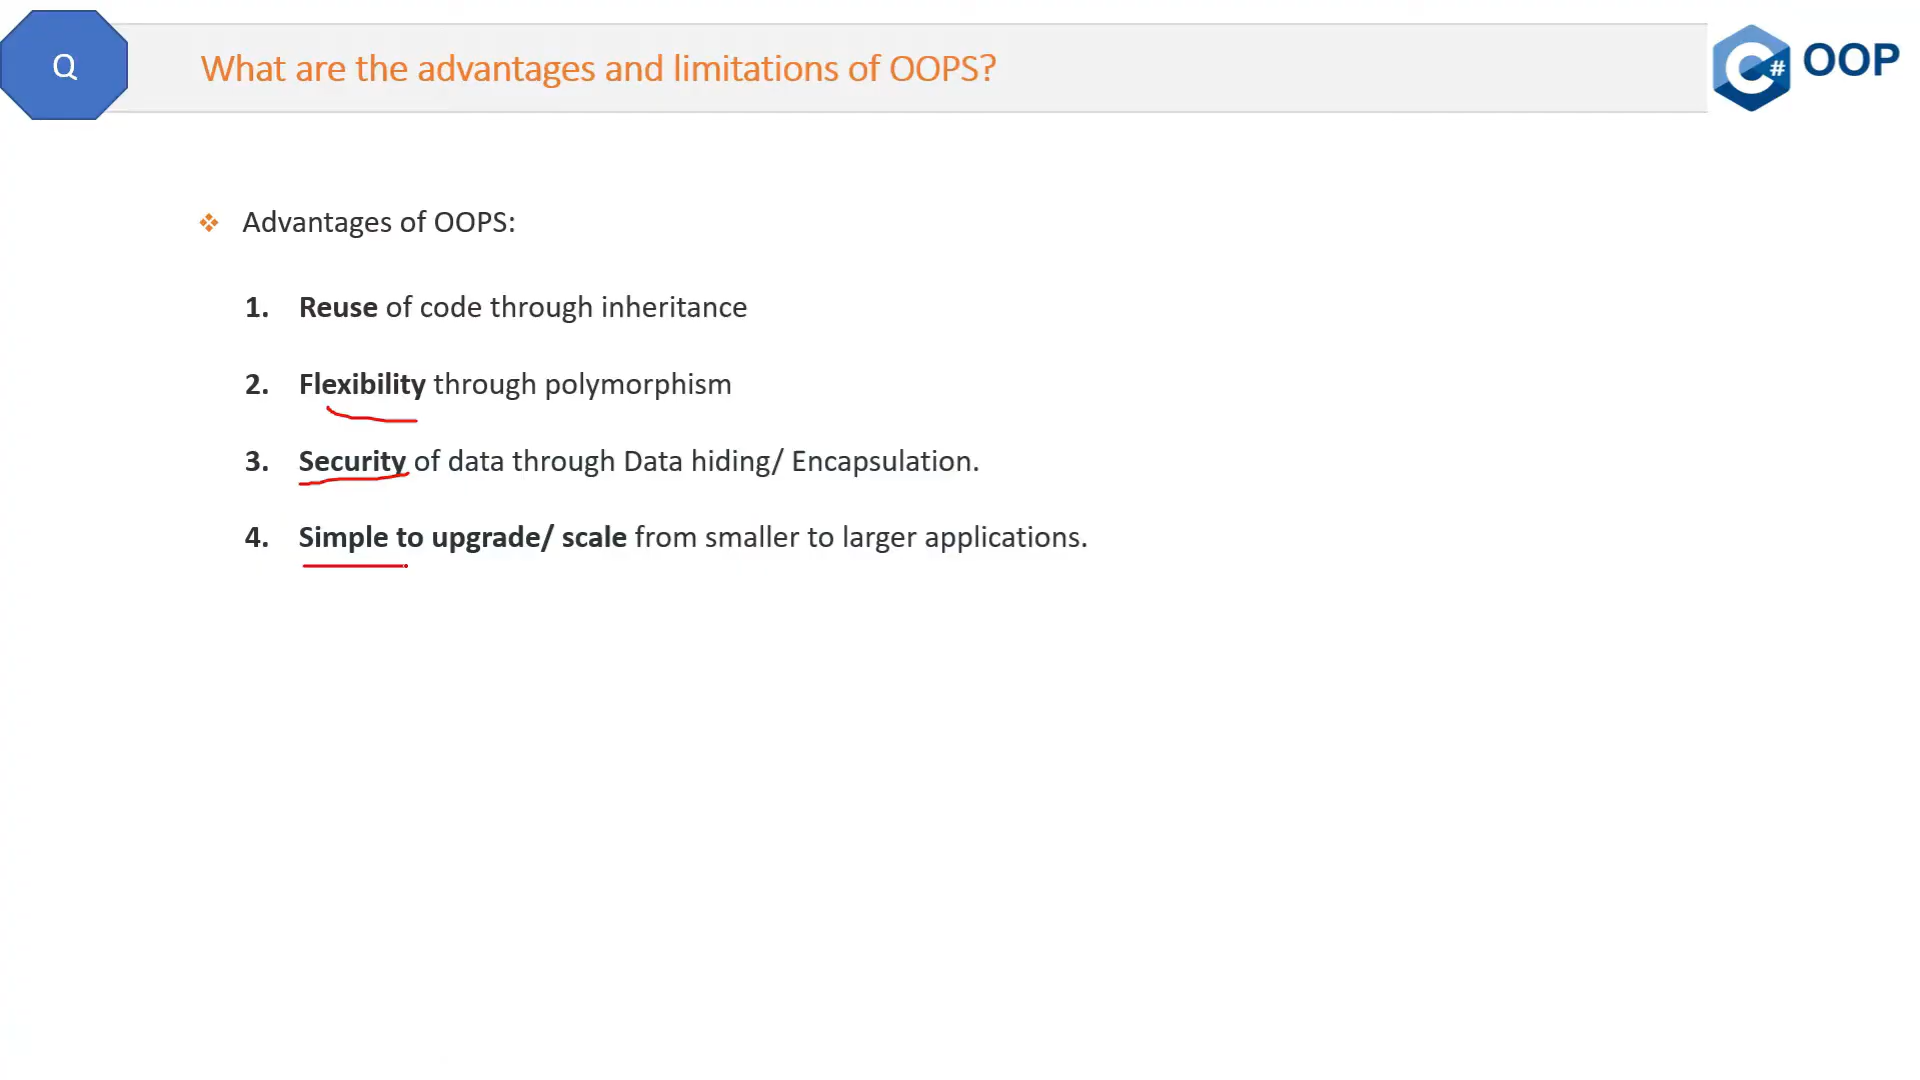 Q
What are the advantages and limitations of OOPS?
C# OOP
❖ Advantages of OOPS:
1. Reuse of code through inheritance
2. Flexibility through polymorphism
3. Security of data through Data hiding/ Encapsulation.
4. Simple to upgrade/ scale from smaller to larger applications.